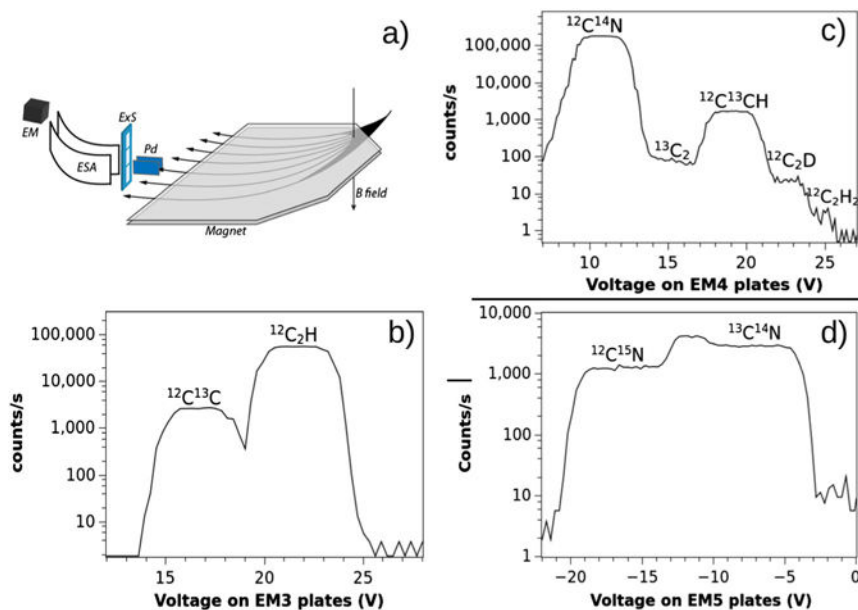 a)
ExS
EM
Pd
ESA
B field
Magnet
c)
counts/s
100,000
10,000
1,000
100
10
1
¹²C¹⁴N
¹³C₂
¹²C¹³CH
¹²C₂D
¹²C₂H₂
10
15
20
25
Voltage on EM4 plates (V)
b)
counts/s
100,000
10,000
1,000
100
10
¹²C¹³C
¹²C₂H
15
20
25
Voltage on EM3 plates (V)
d)
Counts/s
10,000
1,000
100
10
1
¹²C¹⁵N
¹³C¹⁴N
−20
−15
−10
−5
0
Voltage on EM5 plates (V)